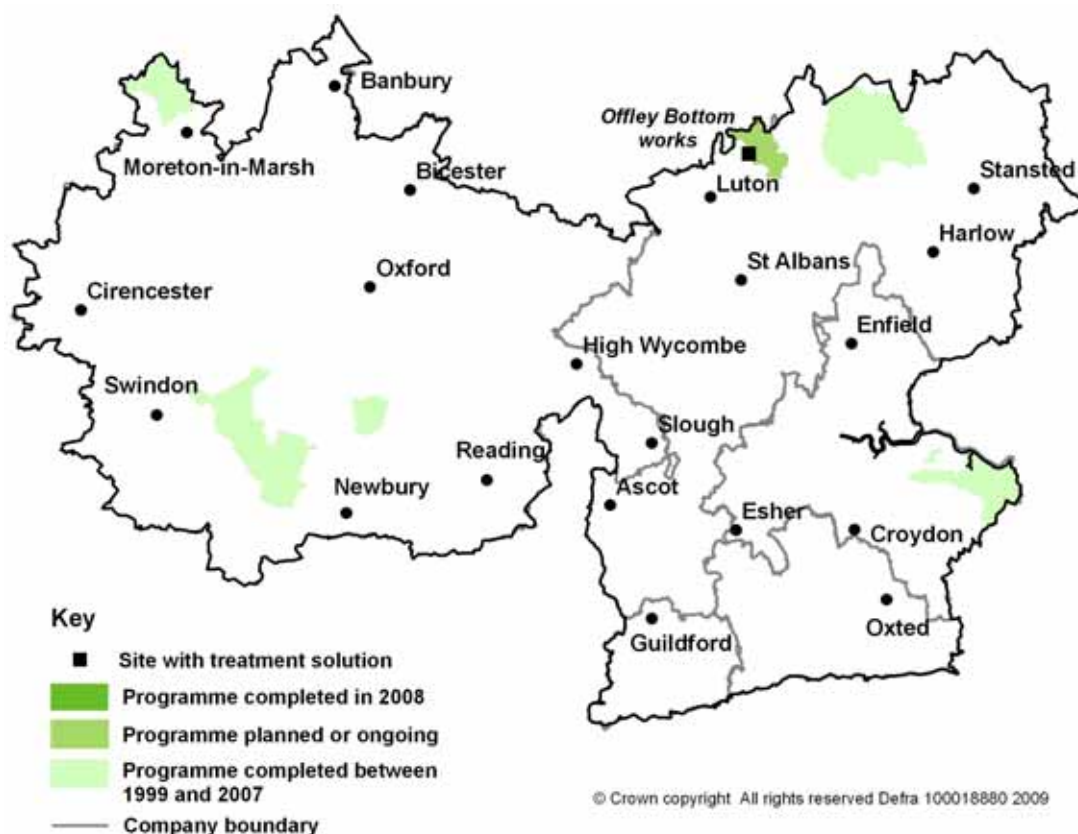 Banbury
Offley Bottom
works
Moreton-in-Marsh
Bicester
Stansted
Luton
Harlow
Oxford
St Albans
Cirencester
Enfield
High Wycombe
Swindon
Slough
Reading
Newbury
Ascot
Esher
Croydon
Guildford
Oxted
Key
Site with treatment solution
Programme completed in 2008
Programme planned or ongoing
Programme completed between
1999 and 2007
Company boundary
© Crown copyright All rights reserved Defra 100018880 2009